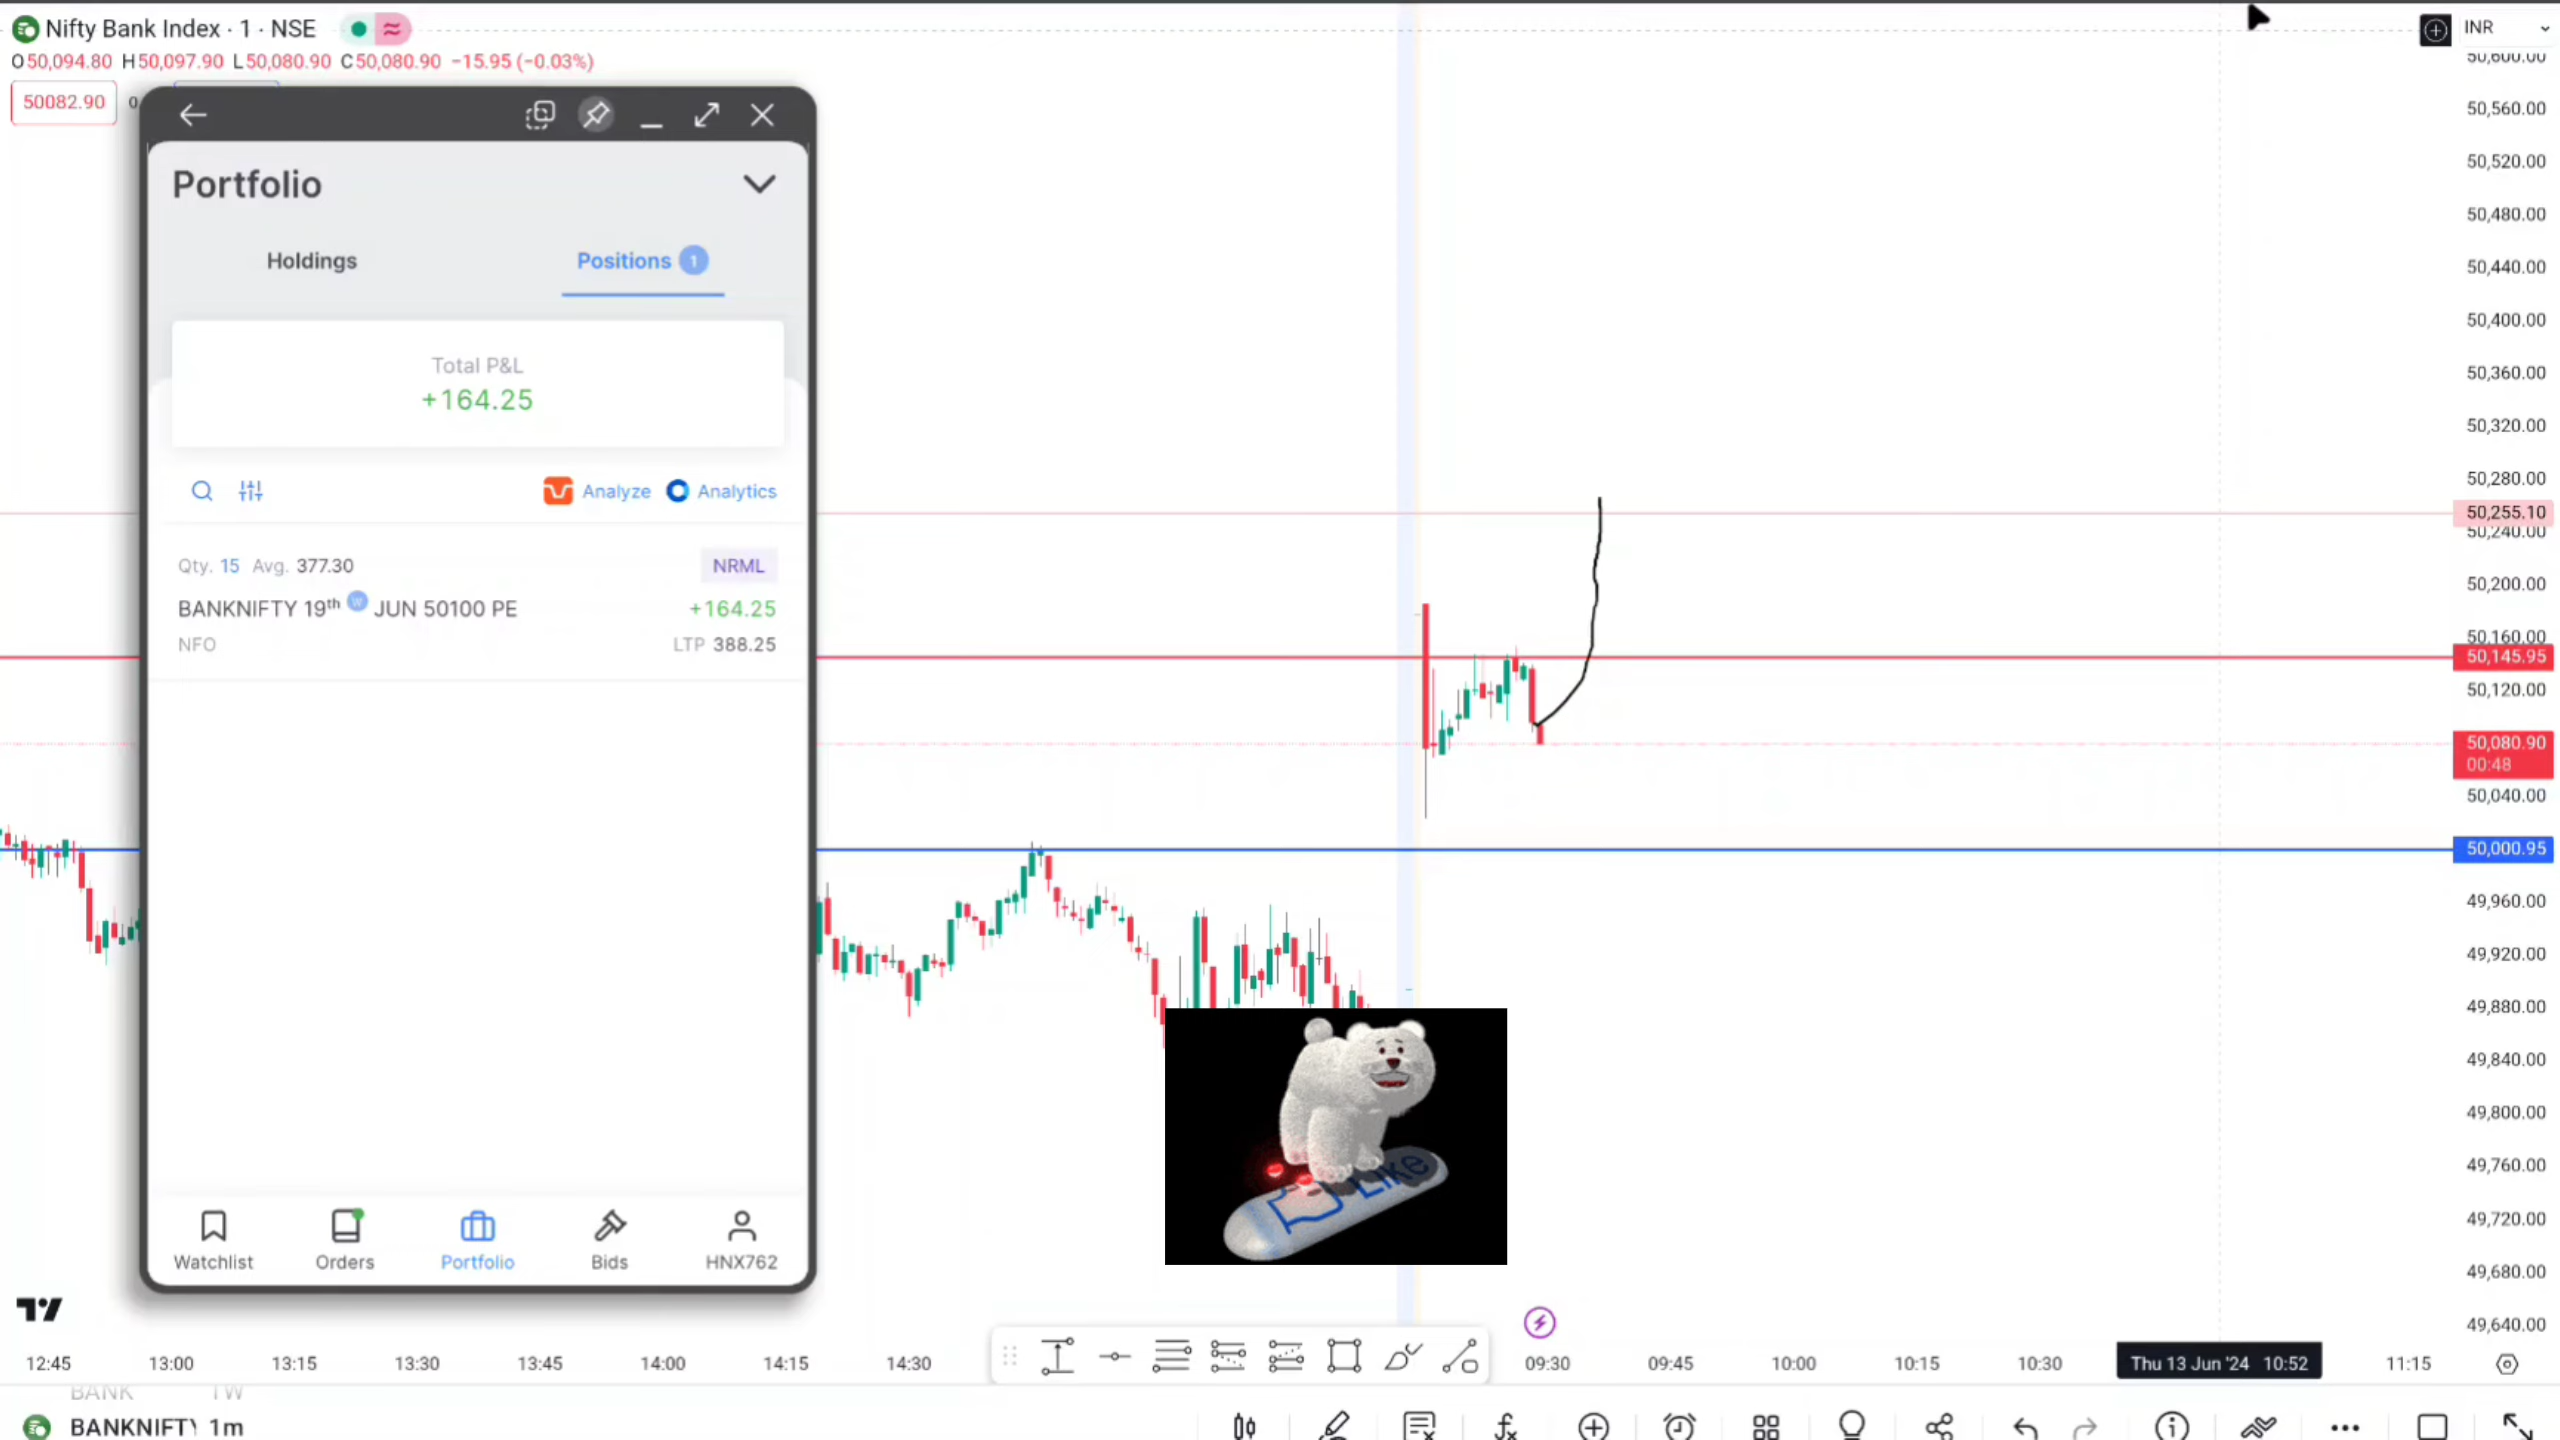 Nifty Bank Index · 1 · NSE
O50,094.80 H50,097.90 L50,080.90 C50,080.90 −15.95 (−0.03%)
50082.90
INR
Portfolio
Holdings
Positions 1
Total P&L
+164.25
Analyze
Analytics
Qty. 15 Avg. 377.30
NRML
BANKNIFTY 19th W JUN 50100 PE
+164.25
NFO
LTP 388.25
Watchlist
Orders
Portfolio
Bids
HNX762
Like
50,600.00
50,560.00
50,520.00
50,480.00
50,440.00
50,400.00
50,360.00
50,320.00
50,280.00
50,255.10
50,240.00
50,200.00
50,160.00
50,145.95
50,120.00
50,080.90
00:48
50,040.00
50,000.95
49,960.00
49,920.00
49,880.00
49,840.00
49,800.00
49,760.00
49,720.00
49,680.00
49,640.00
12:45 13:00 13:15 13:30 13:45 14:00 14:15 14:30 09:30 09:45 10:00 10:15 10:30 Thu 13 Jun '24 10:52 11:15
BANK 1W
BANKNIFTY 1m